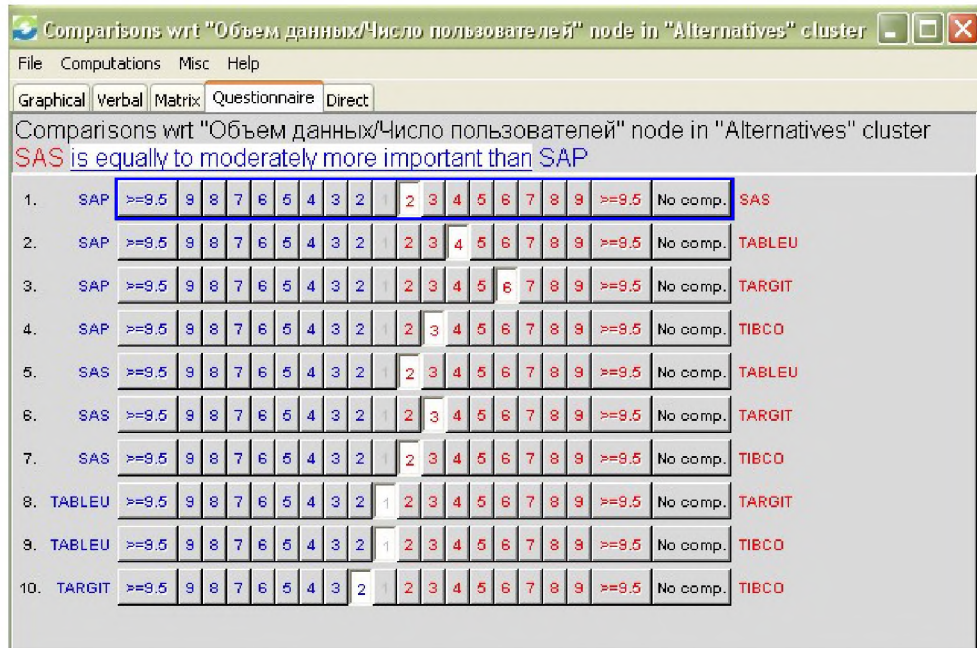 Comparisons wrt "Объем данных/Число пользователей" node in "Alternatives" cluster
File Computations Misc Help
Graphical Verbal Matrix Questionnaire Direct
Comparisons wrt "Объем данных/Число пользователей" node in "Alternatives" cluster
SAS is equally to moderately more important than SAP
1. SAP >=9.5 9 8 7 6 5 4 3 2 1 2 3 4 5 6 7 8 9 >=9.5 No comp. SAS
2. SAP >=9.5 9 8 7 6 5 4 3 2 1 2 3 4 5 6 7 8 9 >=9.5 No comp. TABLEU
3. SAP >=9.5 9 8 7 6 5 4 3 2 1 2 3 4 5 6 7 8 9 >=9.5 No comp. TARGIT
4. SAP >=9.5 9 8 7 6 5 4 3 2 1 2 3 4 5 6 7 8 9 >=9.5 No comp. TIBCO
5. SAS >=9.5 9 8 7 6 5 4 3 2 1 2 3 4 5 6 7 8 9 >=9.5 No comp. TABLEU
6. SAS >=9.5 9 8 7 6 5 4 3 2 1 2 3 4 5 6 7 8 9 >=9.5 No comp. TARGIT
7. SAS >=9.5 9 8 7 6 5 4 3 2 1 2 3 4 5 6 7 8 9 >=9.5 No comp. TIBCO
8. TABLEU >=9.5 9 8 7 6 5 4 3 2 1 2 3 4 5 6 7 8 9 >=9.5 No comp. TARGIT
9. TABLEU >=9.5 9 8 7 6 5 4 3 2 1 2 3 4 5 6 7 8 9 >=9.5 No comp. TIBCO
10. TARGIT >=9.5 9 8 7 6 5 4 3 2 1 2 3 4 5 6 7 8 9 >=9.5 No comp. TIBCO